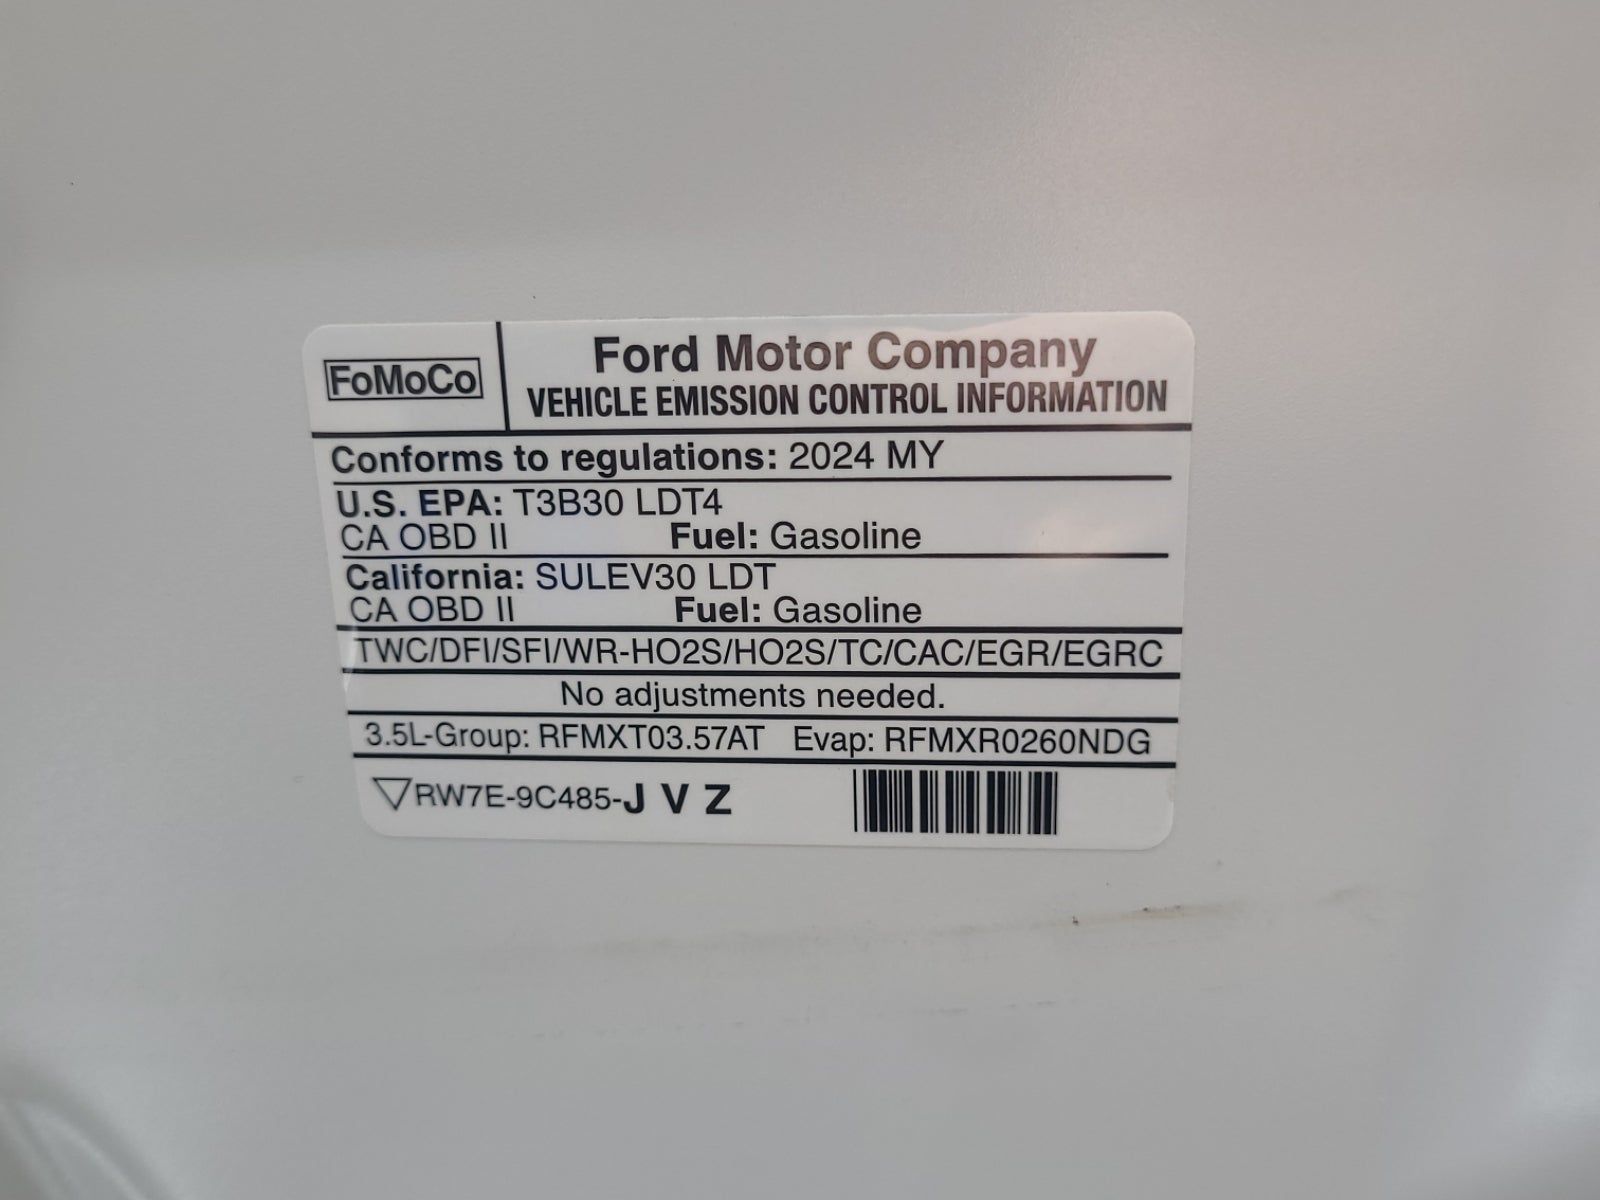 FoMoCo
Ford Motor Company
VEHICLE EMISSION CONTROL INFORMATION
Conforms to regulations: 2024 MY
U.S. EPA: T3B30 LDT4
CA OBD II Fuel: Gasoline
California: SULEV30 LDT
CA OBD II Fuel: Gasoline
TWC/DFI/SFI/WR-HO2S/HO2S/TC/CAC/EGR/EGRC
No adjustments needed.
3.5L-Group: RFMXT03.57AT Evap: RFMXR0260NDG
RW7E-9C485-J V Z